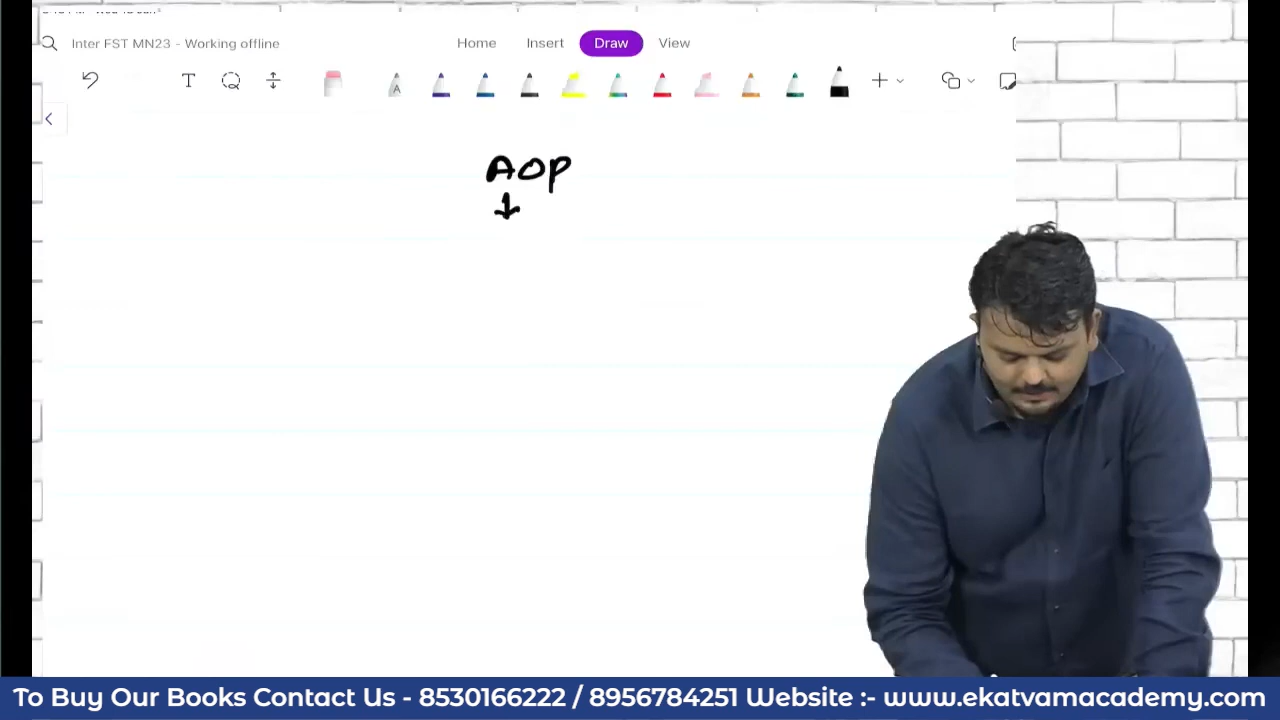 Inter FST MN23 - Working offline
Home Insert Draw View
T
A
AOP
To Buy Our Books Contact Us - 8530166222 / 8956784251 Website :- www.ekatvamacademy.com